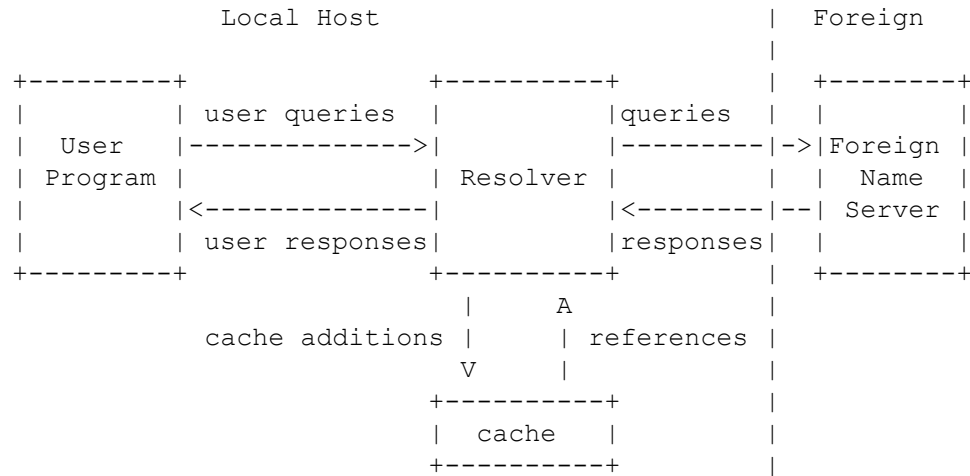 Local Host | Foreign
|
+---------+ +----------+ | +--------+
| | user queries | |queries | | |
| User |-------------->| |---------|->|Foreign |
| Program | | Resolver | | | Name |
| |<--------------| |<--------|--| Server |
| | user responses| |responses| | |
+---------+ +----------+ | +--------+
| A |
cache additions | | references |
V | |
+----------+ |
| cache | |
+----------+ |